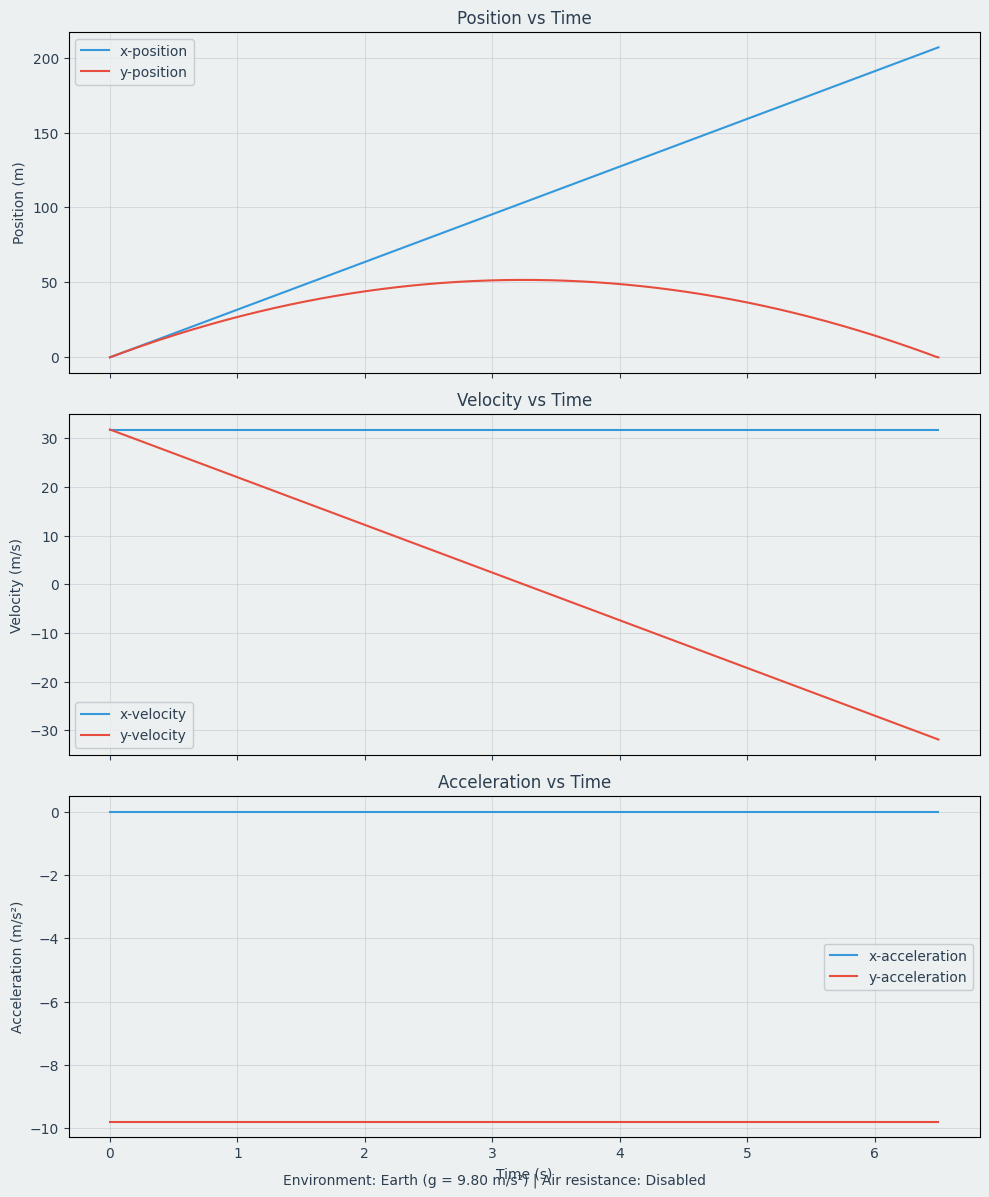 Position vs Time
x-position
y-position
Position (m)
200
150
100
50
0
Velocity vs Time
Velocity (m/s)
30
20
10
0
−10
−20
−30
x-velocity
y-velocity
Acceleration vs Time
Acceleration (m/s²)
0
−2
−4
−6
−8
−10
x-acceleration
y-acceleration
0 1 2 3 4 5 6
Time (s)
Environment: Earth (g = 9.80 m/s²) | Air resistance: Disabled